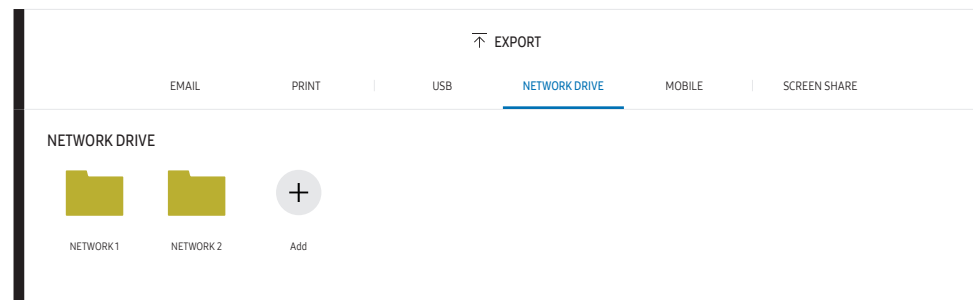 EXPORT
EMAIL PRINT USB NETWORK DRIVE MOBILE SCREEN SHARE
NETWORK DRIVE
NETWORK 1 NETWORK 2 Add